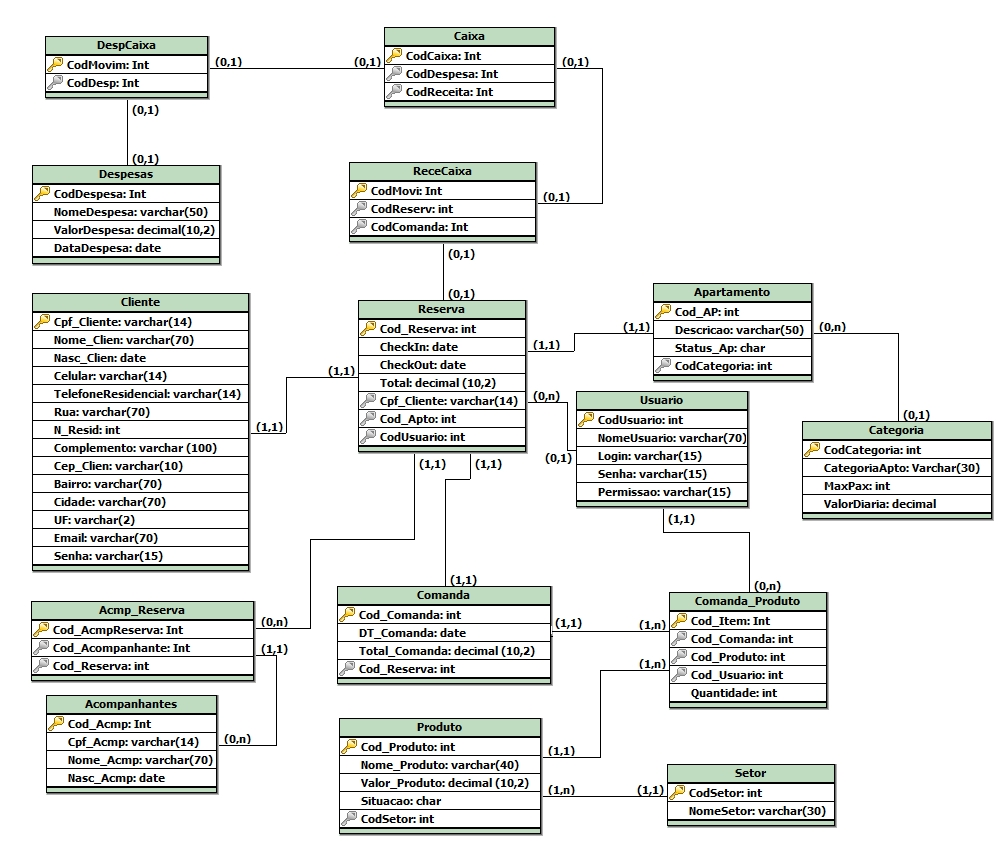 DespCaixa
CodMovim: Int
CodDesp: Int
(0,1)
(0,1)
Caixa
CodCaixa: Int
CodDespesa: Int
CodReceita: Int
(0,1)
(0,1)
(0,1)
Despesas
CodDespesa: Int
NomeDespesa: varchar(50)
ValorDespesa: decimal(10,2)
DataDespesa: date
ReceCaixa
CodMovi: Int
CodReserv: int
CodComanda: Int
(0,1)
(0,1)
(0,1)
Cliente
Cpf_Cliente: varchar(14)
Nome_Clien: varchar(70)
Nasc_Clien: date
Celular: varchar(14)
TelefoneResidencial: varchar(14)
Rua: varchar(70)
N_Resid: int
Complemento: varchar (100)
Cep_Clien: varchar(10)
Bairro: varchar(70)
Cidade: varchar(70)
UF: varchar(2)
Email: varchar(70)
Senha: varchar(15)
(1,1)
(1,1)
Reserva
Cod_Reserva: int
CheckIn: date
CheckOut: date
Total: decimal (10,2)
Cpf_Cliente: varchar(14)
Cod_Apto: int
CodUsuario: int
(1,1)
(1,1)
(0,n)
(0,1)
(1,1)
(1,1)
Apartamento
Cod_AP: int
Descricao: varchar(50)
Status_Ap: char
CodCategoria: int
(0,n)
(0,1)
Usuario
CodUsuario: int
NomeUsuario: varchar(70)
Login: varchar(15)
Senha: varchar(15)
Permissao: varchar(15)
(1,1)
(0,n)
Categoria
CodCategoria: int
CategoriaApto: Varchar(30)
MaxPax: int
ValorDiaria: decimal
Acmp_Reserva
Cod_AcmpReserva: Int
Cod_Acompanhante: Int
Cod_Reserva: int
(0,n)
(1,1)
(1,1)
Comanda
Cod_Comanda: int
DT_Comanda: date
Total_Comanda: decimal (10,2)
Cod_Reserva: int
(1,1)
(1,n)
(1,n)
Comanda_Produto
Cod_Item: Int
Cod_Comanda: int
Cod_Produto: int
Cod_Usuario: int
Quantidade: int
Acompanhantes
Cod_Acmp: Int
Cpf_Acmp: varchar(14)
Nome_Acmp: varchar(70)
Nasc_Acmp: date
(0,n)
Produto
Cod_Produto: int
Nome_Produto: varchar(40)
Valor_Produto: decimal (10,2)
Situacao: char
CodSetor: int
(1,1)
(1,n)
(1,1)
Setor
CodSetor: int
NomeSetor: varchar(30)